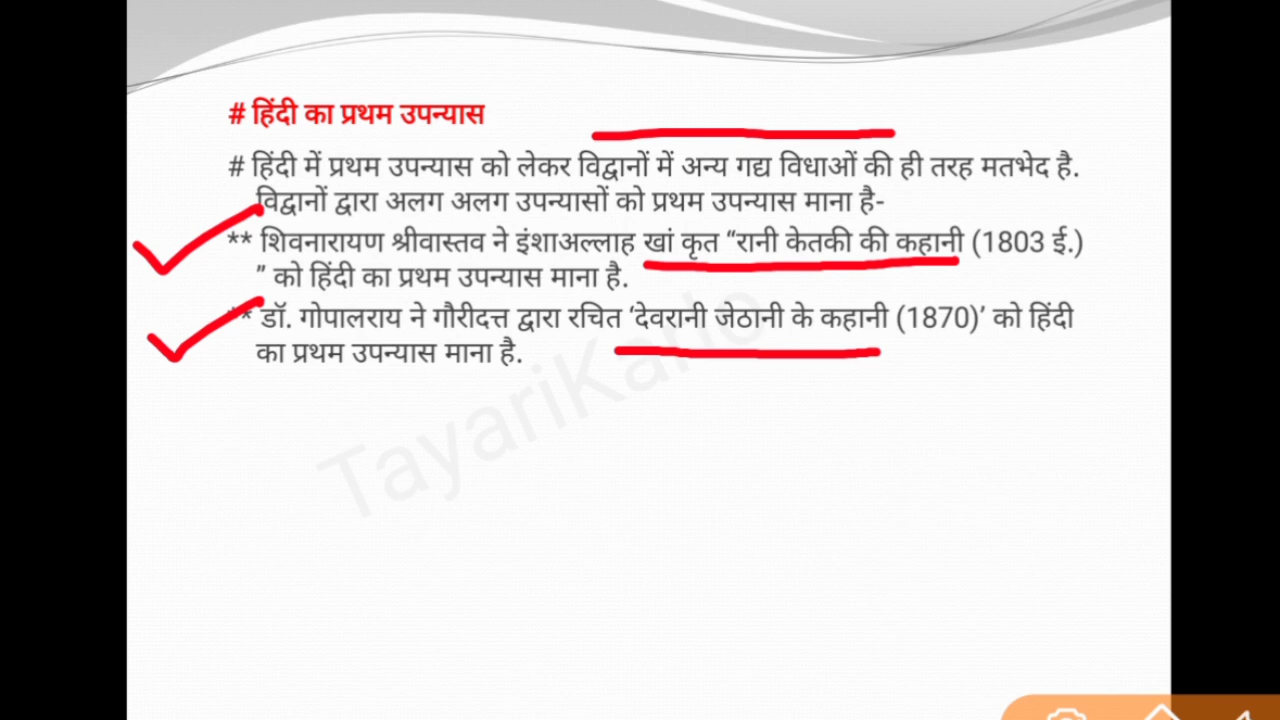 # हिंदी का प्रथम उपन्यास
# हिंदी में प्रथम उपन्यास को लेकर विद्वानों में अन्य गद्य विधाओं की ही तरह मतभेद है.
विद्वानों द्वारा अलग अलग उपन्यासों को प्रथम उपन्यास माना है-
** शिवनारायण श्रीवास्तव ने इंशाअल्लाह खां कृत “रानी केतकी की कहानी (1803 ई.)
” को हिंदी का प्रथम उपन्यास माना है.
** डॉ. गोपालराय ने गौरीदत्त द्वारा रचित ‘देवरानी जेठानी के कहानी (1870)’ को हिंदी
का प्रथम उपन्यास माना है.
TayariKarlo